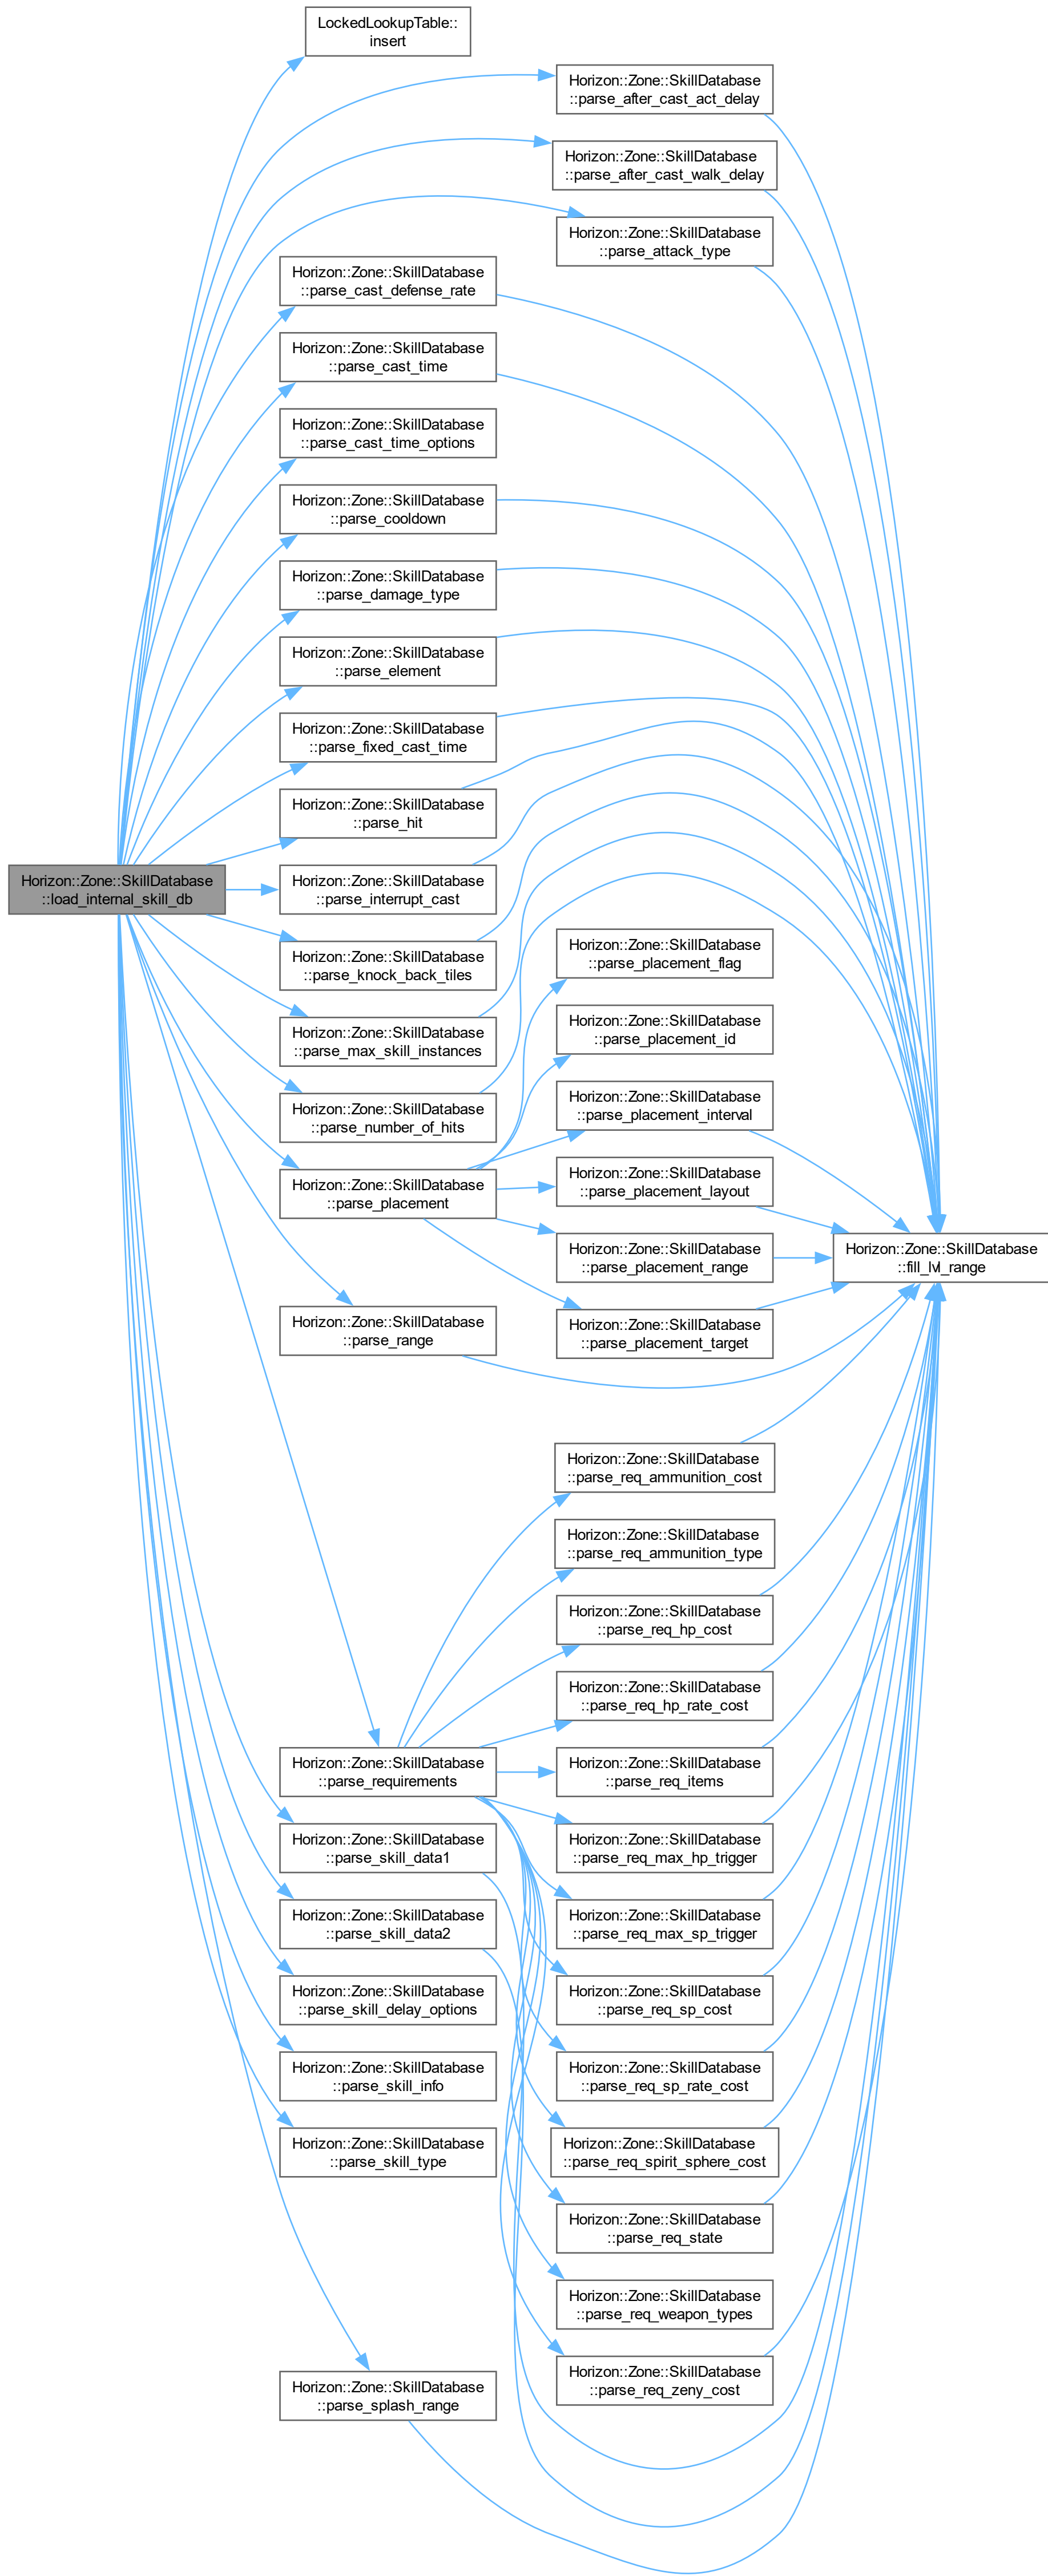 LockedLookupTable::
insert
Horizon::Zone::SkillDatabase
::parse_after_cast_act_delay
Horizon::Zone::SkillDatabase
::parse_after_cast_walk_delay
Horizon::Zone::SkillDatabase
::parse_attack_type
Horizon::Zone::SkillDatabase
::parse_cast_defense_rate
Horizon::Zone::SkillDatabase
::parse_cast_time
Horizon::Zone::SkillDatabase
::parse_cast_time_options
Horizon::Zone::SkillDatabase
::parse_cooldown
Horizon::Zone::SkillDatabase
::parse_damage_type
Horizon::Zone::SkillDatabase
::parse_element
Horizon::Zone::SkillDatabase
::parse_fixed_cast_time
Horizon::Zone::SkillDatabase
::parse_hit
Horizon::Zone::SkillDatabase
::load_internal_skill_db
Horizon::Zone::SkillDatabase
::parse_interrupt_cast
Horizon::Zone::SkillDatabase
::parse_knock_back_tiles
Horizon::Zone::SkillDatabase
::parse_placement_flag
Horizon::Zone::SkillDatabase
::parse_max_skill_instances
Horizon::Zone::SkillDatabase
::parse_placement_id
Horizon::Zone::SkillDatabase
::parse_number_of_hits
Horizon::Zone::SkillDatabase
::parse_placement_interval
Horizon::Zone::SkillDatabase
::parse_placement
Horizon::Zone::SkillDatabase
::parse_placement_layout
Horizon::Zone::SkillDatabase
::parse_placement_range
Horizon::Zone::SkillDatabase
::fill_lvl_range
Horizon::Zone::SkillDatabase
::parse_range
Horizon::Zone::SkillDatabase
::parse_placement_target
Horizon::Zone::SkillDatabase
::parse_req_ammunition_cost
Horizon::Zone::SkillDatabase
::parse_req_ammunition_type
Horizon::Zone::SkillDatabase
::parse_req_hp_cost
Horizon::Zone::SkillDatabase
::parse_req_hp_rate_cost
Horizon::Zone::SkillDatabase
::parse_requirements
Horizon::Zone::SkillDatabase
::parse_req_items
Horizon::Zone::SkillDatabase
::parse_skill_data1
Horizon::Zone::SkillDatabase
::parse_req_max_hp_trigger
Horizon::Zone::SkillDatabase
::parse_skill_data2
Horizon::Zone::SkillDatabase
::parse_req_max_sp_trigger
Horizon::Zone::SkillDatabase
::parse_skill_delay_options
Horizon::Zone::SkillDatabase
::parse_req_sp_cost
Horizon::Zone::SkillDatabase
::parse_skill_info
Horizon::Zone::SkillDatabase
::parse_req_sp_rate_cost
Horizon::Zone::SkillDatabase
::parse_skill_type
Horizon::Zone::SkillDatabase
::parse_req_spirit_sphere_cost
Horizon::Zone::SkillDatabase
::parse_req_state
Horizon::Zone::SkillDatabase
::parse_req_weapon_types
Horizon::Zone::SkillDatabase
::parse_req_zeny_cost
Horizon::Zone::SkillDatabase
::parse_splash_range